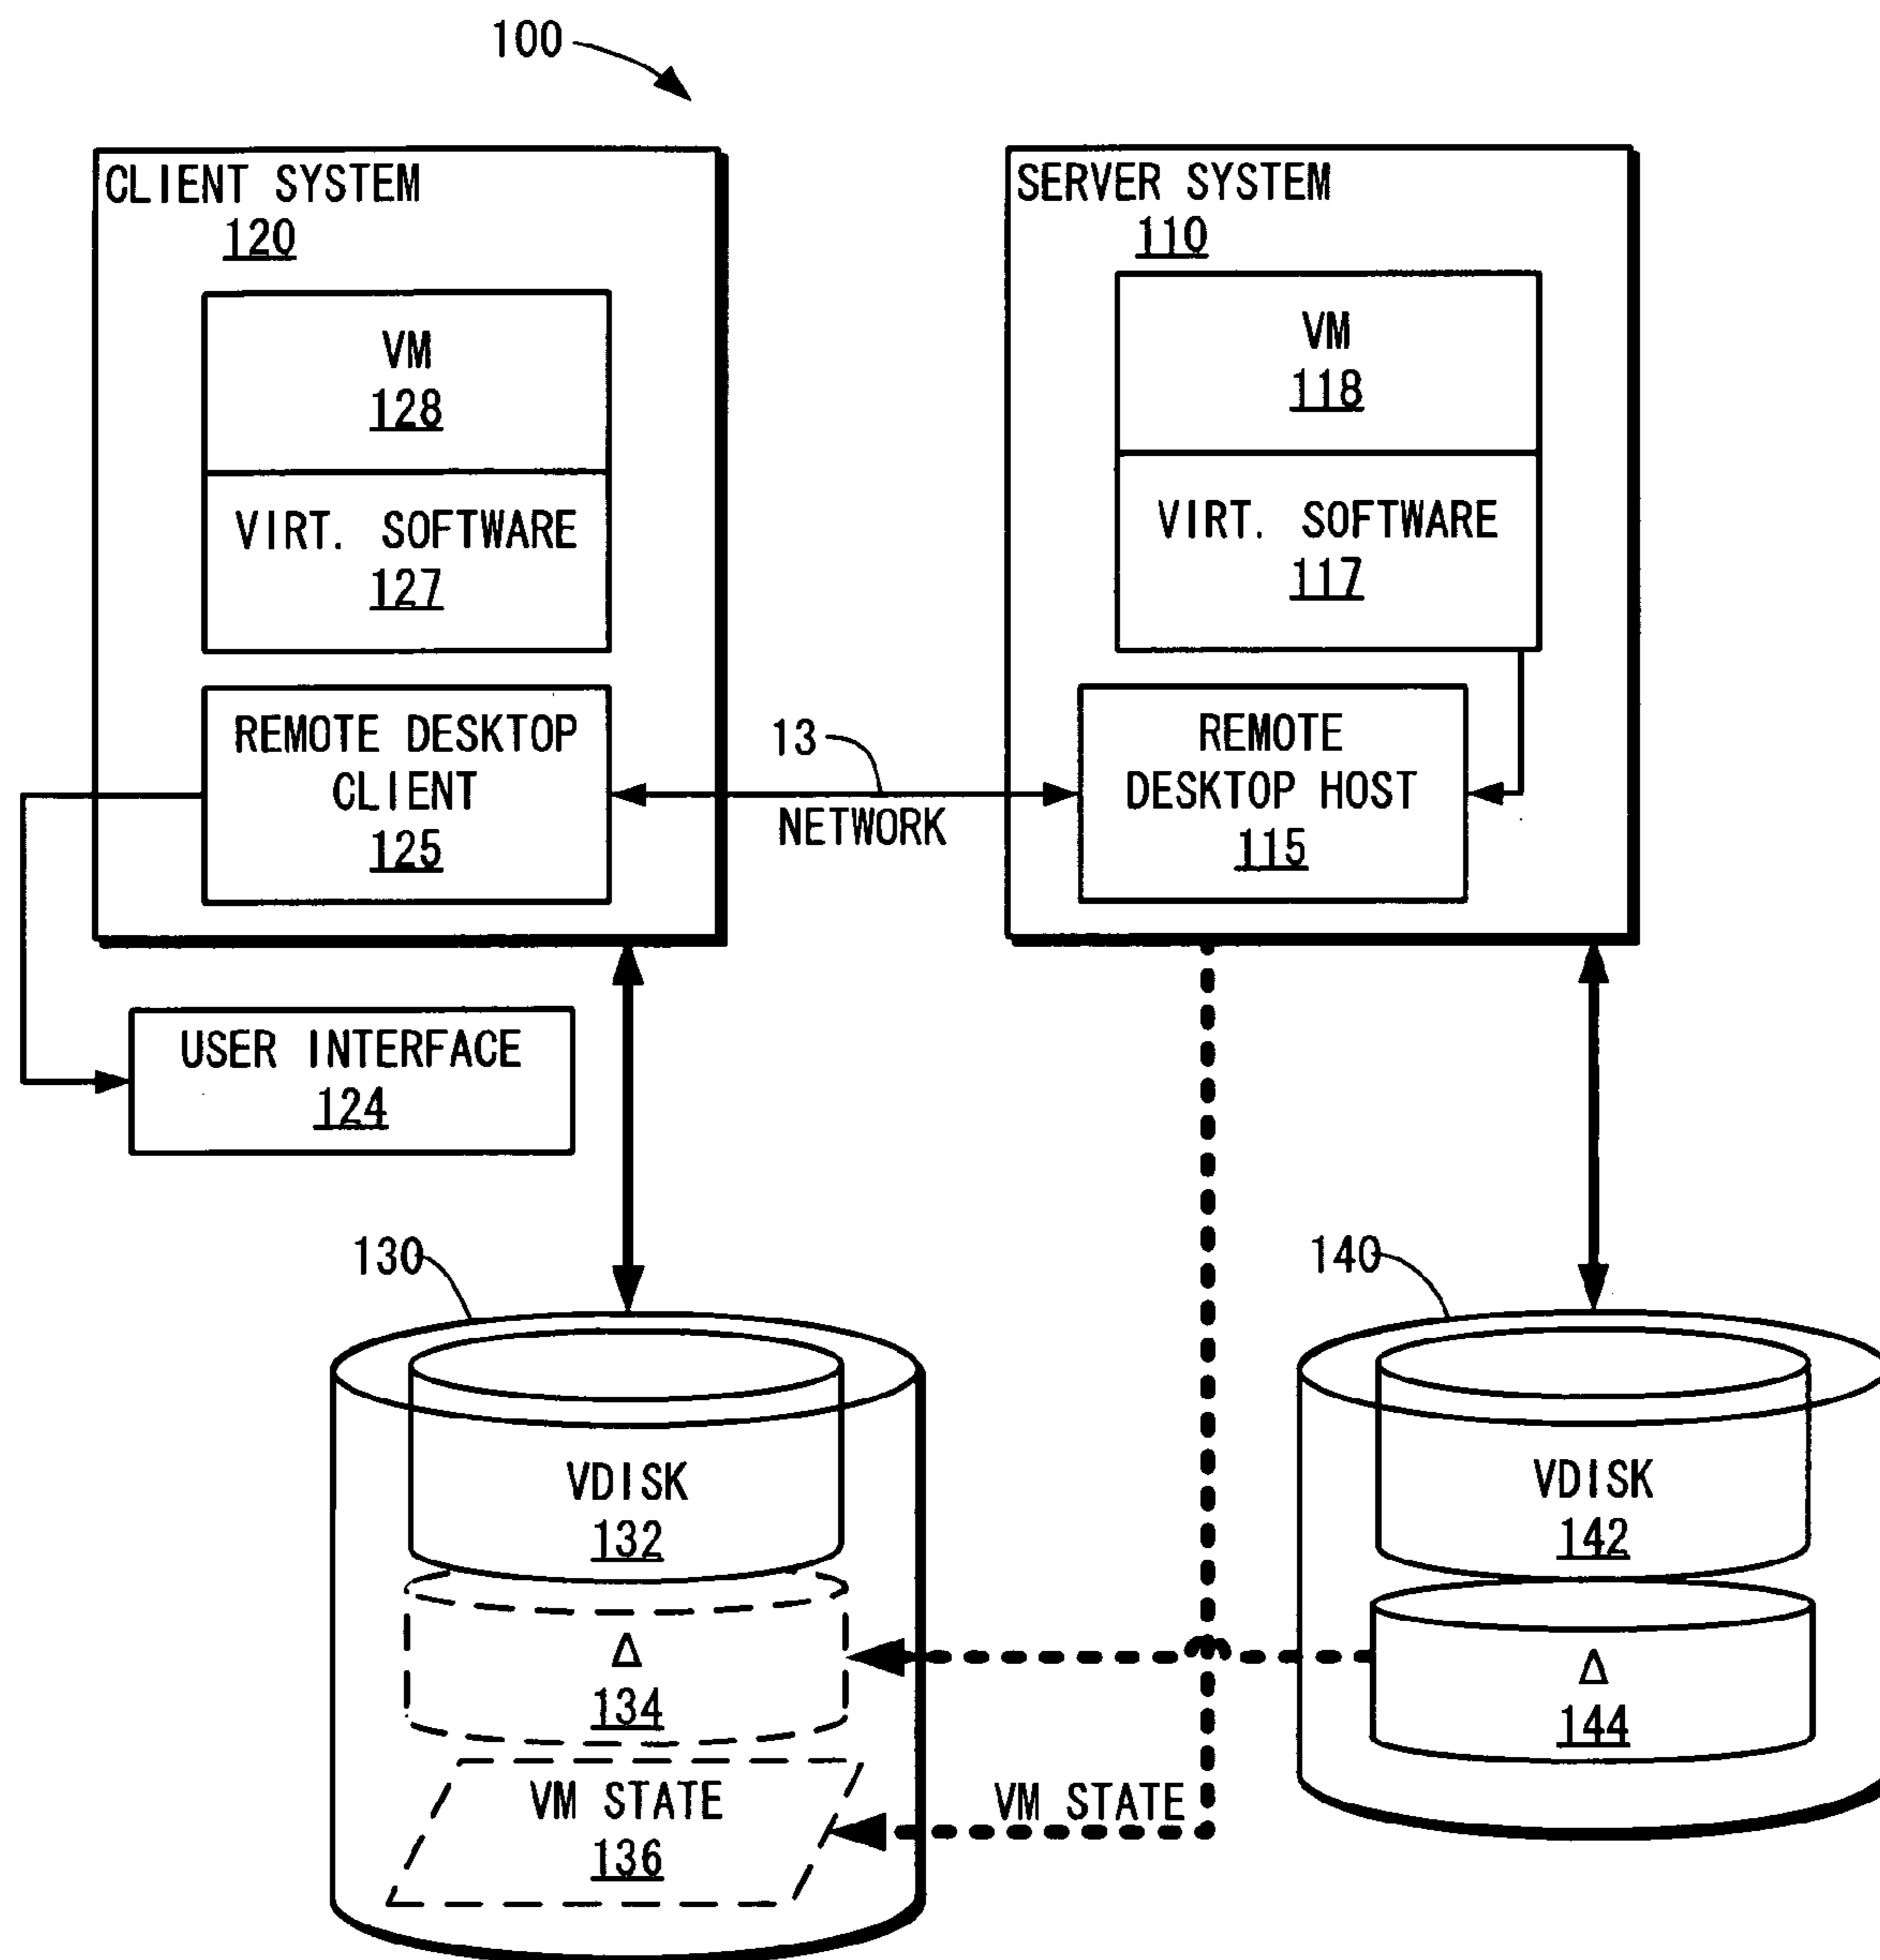 100
CLIENT SYSTEM
120
VM
128
VIRT. SOFTWARE
127
REMOTE DESKTOP
CLIENT
125
SERVER SYSTEM
110
VM
118
VIRT. SOFTWARE
117
REMOTE
DESKTOP HOST
115
13
NETWORK
USER INTERFACE
124
130
VDISK
132
Δ
134
VM STATE
136
VM STATE
140
VDISK
142
Δ
144